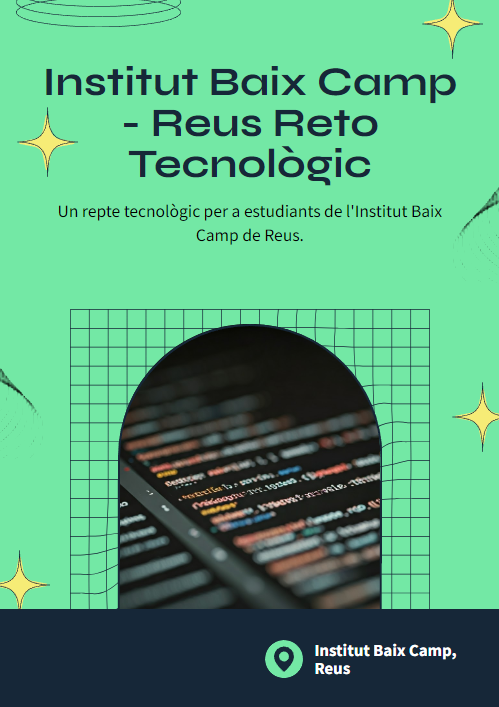 Institut Baix Camp
- Reus Reto
Tecnològic
Un repte tecnològic per a estudiants de l'Institut Baix
Camp de Reus.
Institut Baix Camp,
Reus